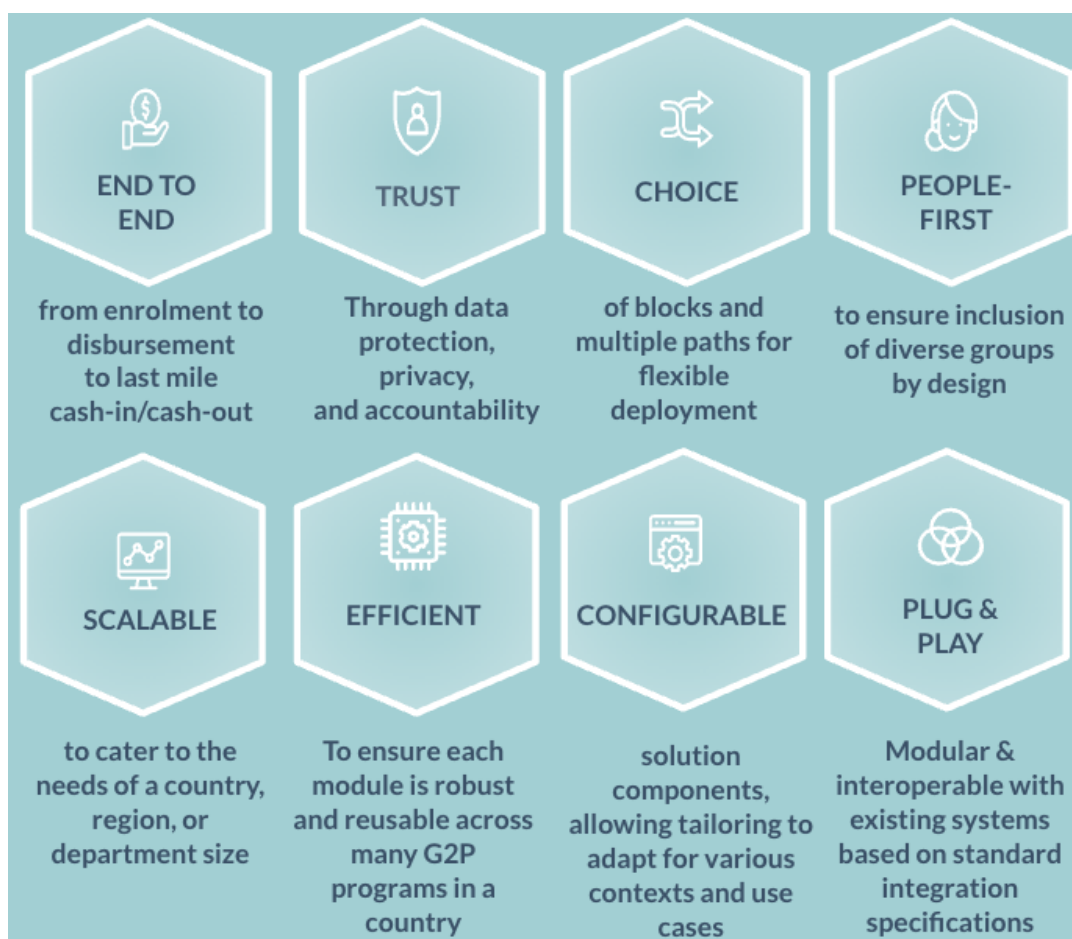 END TO
END
from enrolment to
disbursement
to last mile
cash-in/cash-out
TRUST
Through data
protection,
privacy,
and accountability
CHOICE
of blocks and
multiple paths for
flexible
deployment
PEOPLE-
FIRST
to ensure inclusion
of diverse groups
by design
SCALABLE
to cater to the
needs of a country,
region, or
department size
EFFICIENT
To ensure each
module is robust
and reusable across
many G2P
programs in a
country
CONFIGURABLE
solution
components,
allowing tailoring to
adapt for various
contexts and use
cases
PLUG &
PLAY
Modular &
interoperable with
existing systems
based on standard
integration
specifications